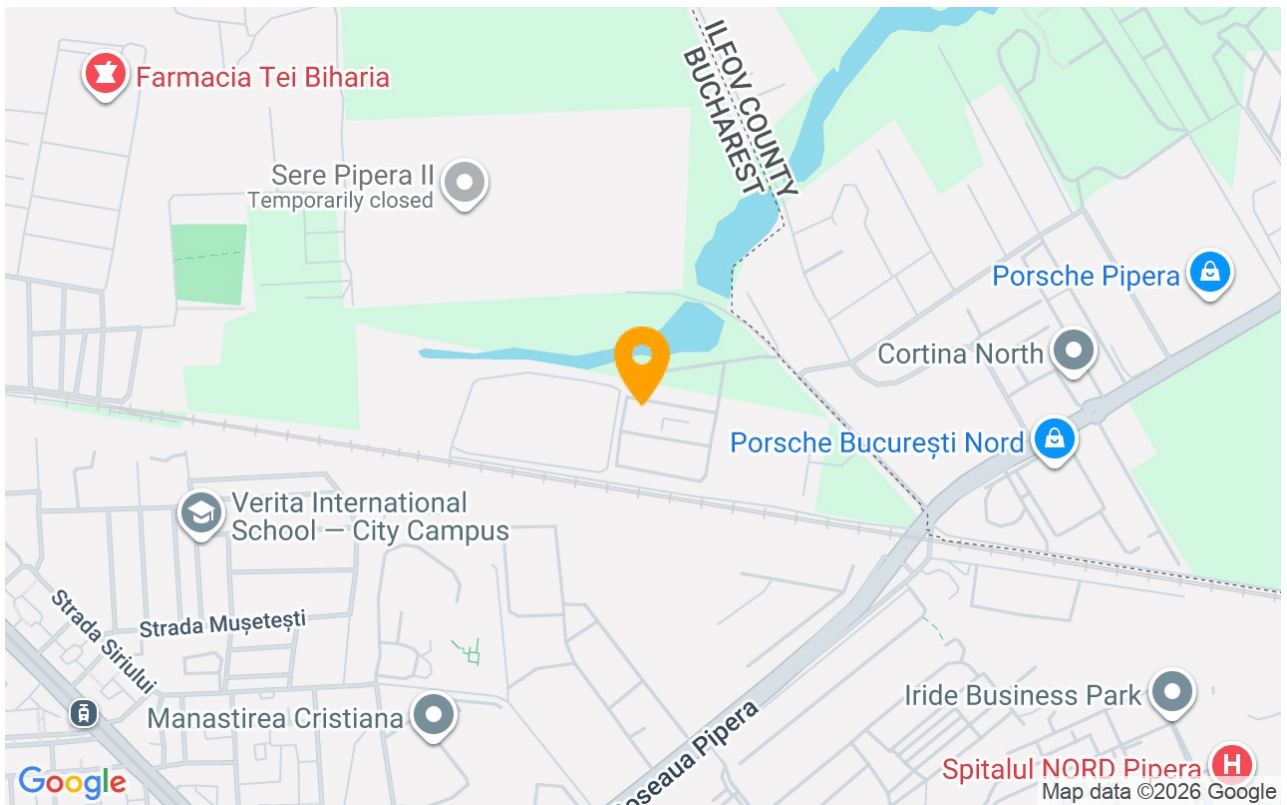 Farmacia Tei Biharia
ILFOV COUNTY
BUCHAREST
Sere Pipera II
Temporarily closed
Porsche Pipera
Cortina North
Porsche București Nord
Verita International
School — City Campus
Strada Mușetești
Strada Siriului
Manastirea Cristiana
Șoseaua Pipera
Iride Business Park
Spitalul NORD Pipera
H
Google
Map data ©2026 Google